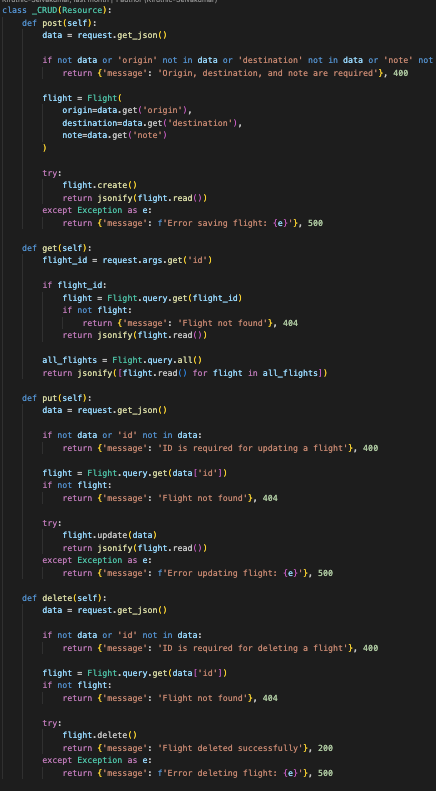 class _CRUD(Resource):
    def post(self):
        data = request.get_json()

        if not data or 'origin' not in data or 'destination' not in data or 'note' not
            return {'message': 'Origin, destination, and note are required'}, 400

        flight = Flight(
            origin=data.get('origin'),
            destination=data.get('destination'),
            note=data.get('note')
        )

        try:
            flight.create()
            return jsonify(flight.read())
        except Exception as e:
            return {'message': f'Error saving flight: {e}'}, 500

    def get(self):
        flight_id = request.args.get('id')

        if flight_id:
            flight = Flight.query.get(flight_id)
            if not flight:
                return {'message': 'Flight not found'}, 404
            return jsonify(flight.read())

        all_flights = Flight.query.all()
        return jsonify([flight.read() for flight in all_flights])

    def put(self):
        data = request.get_json()

        if not data or 'id' not in data:
            return {'message': 'ID is required for updating a flight'}, 400

        flight = Flight.query.get(data['id'])
        if not flight:
            return {'message': 'Flight not found'}, 404

        try:
            flight.update(data)
            return jsonify(flight.read())
        except Exception as e:
            return {'message': f'Error updating flight: {e}'}, 500

    def delete(self):
        data = request.get_json()

        if not data or 'id' not in data:
            return {'message': 'ID is required for deleting a flight'}, 400

        flight = Flight.query.get(data['id'])
        if not flight:
            return {'message': 'Flight not found'}, 404

        try:
            flight.delete()
            return {'message': 'Flight deleted successfully'}, 200
        except Exception as e:
            return {'message': f'Error deleting flight: {e}'}, 500